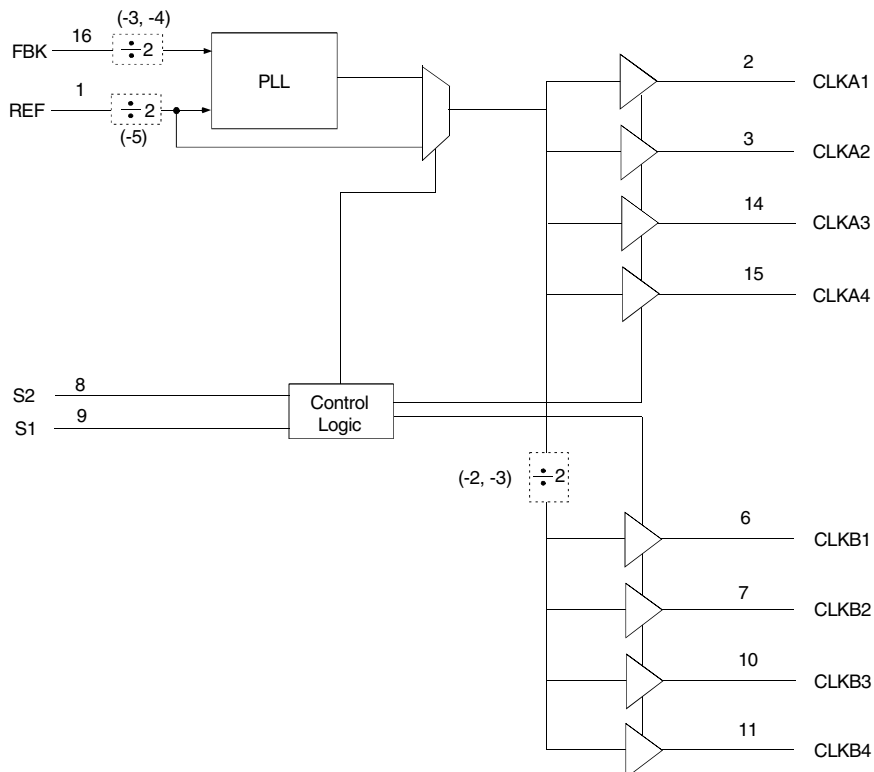 (-3, -4)
FBK 16 ÷2
PLL
REF 1 ÷2
(-5)
2 CLKA1
3 CLKA2
14 CLKA3
15 CLKA4
S2 8
S1 9
Control
Logic
(-2, -3) ÷2
6 CLKB1
7 CLKB2
10 CLKB3
11 CLKB4